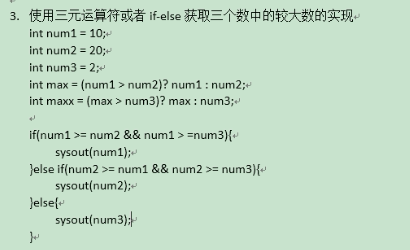 3. 使用三元运算符或者 if-else 获取三个数中的较大数的实现
int num1 = 10;
int num2 = 20;
int num3 = 2;
int max = (num1 > num2)? num1 : num2;
int maxx = (max > num3)? max : num3;
if(num1 >= num2 && num1 > =num3){
sysout(num1);
}else if(num2 >= num1 && num2 >= num3){
sysout(num2);
}else{
sysout(num3);
}